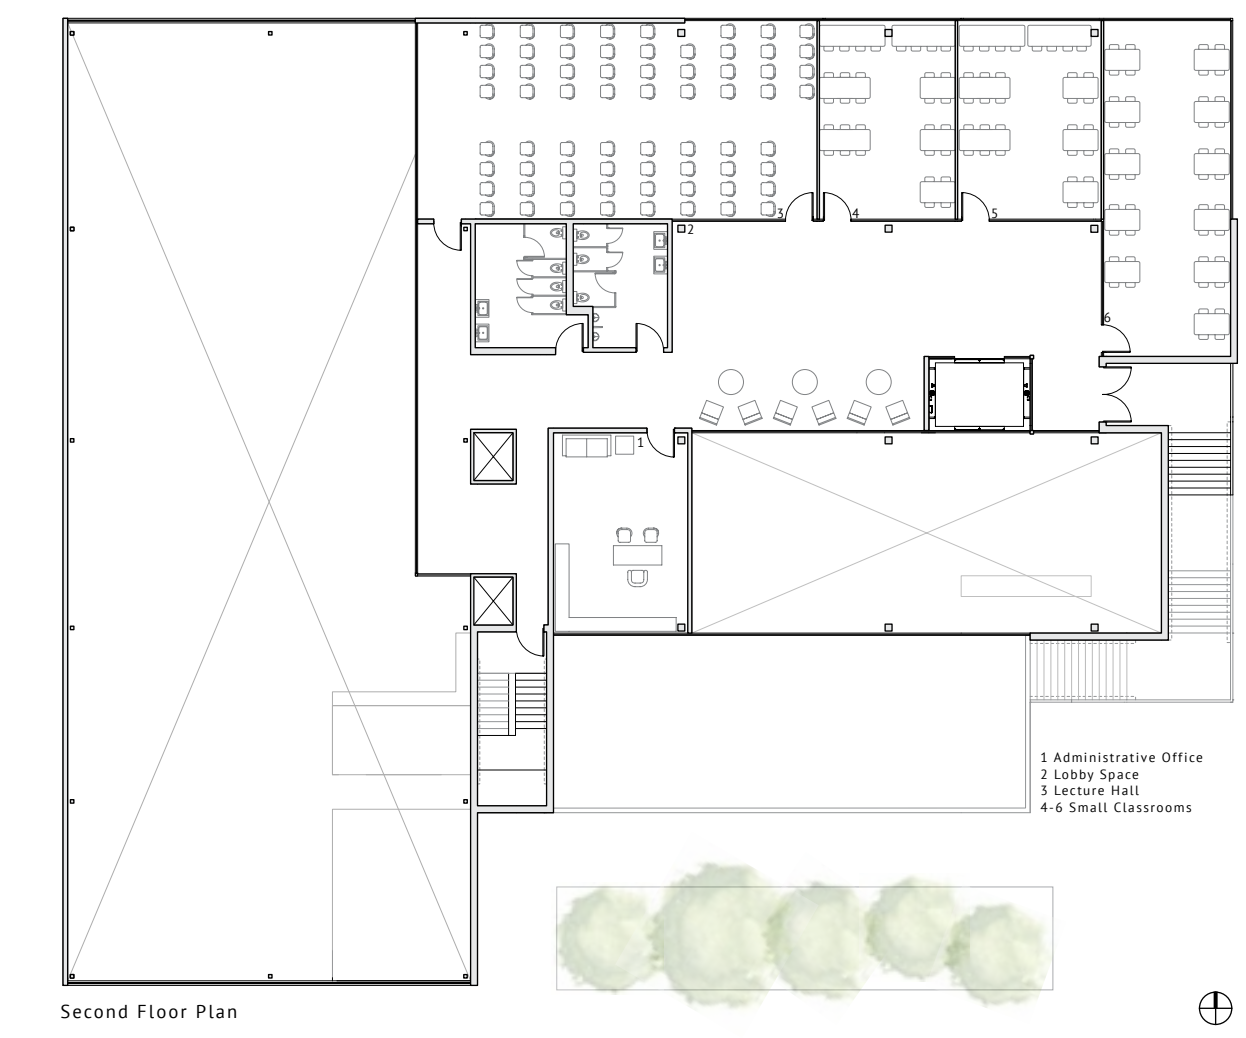 3
4
5
2
6
1
1 Administrative Office
2 Lobby Space
3 Lecture Hall
4-6 Small Classrooms
Second Floor Plan